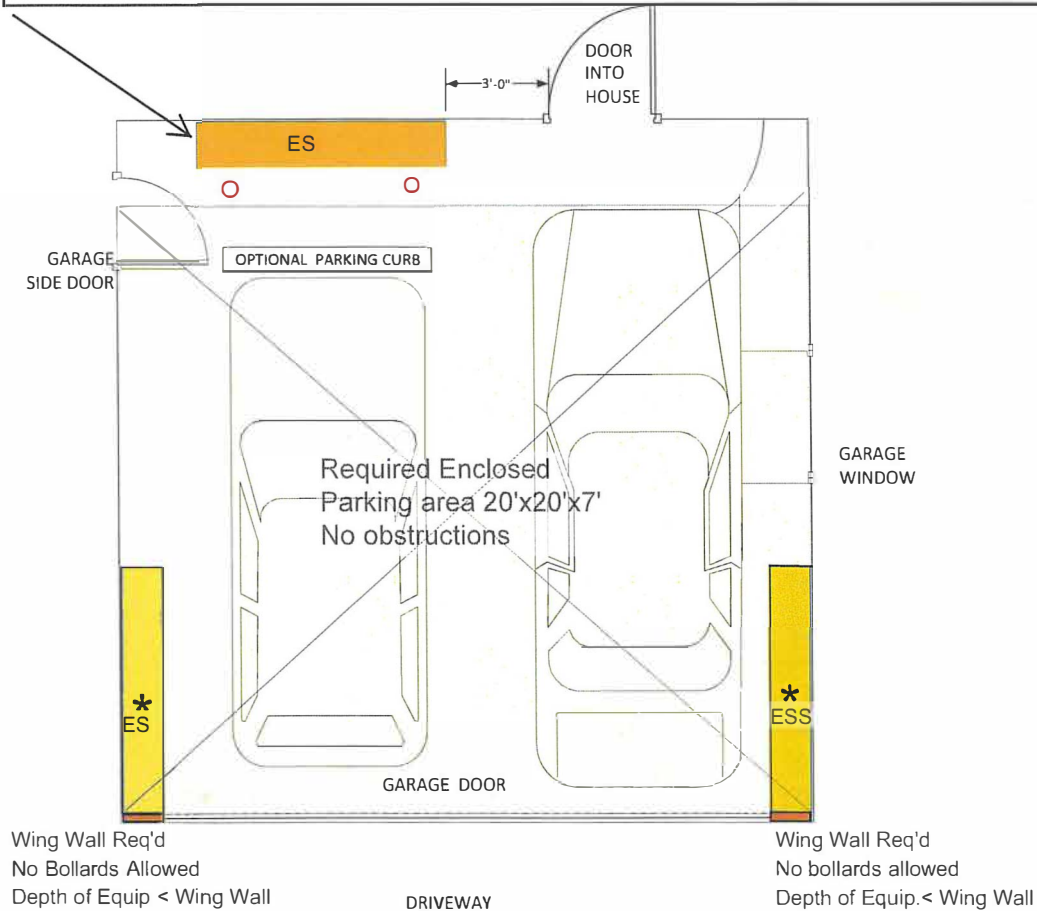 DOOR
INTO
HOUSE
3'-0"
ES
GARAGE
SIDE DOOR
OPTIONAL PARKING CURB
Required Enclosed
Parking area 20'x20'x7'
No obstructions
GARAGE
WINDOW
*
ES
*
ESS
GARAGE DOOR
Wing Wall Req'd
No Bollards Allowed
Depth of Equip < Wing Wall
Wing Wall Req'd
No bollards allowed
Depth of Equip.< Wing Wall
DRIVEWAY